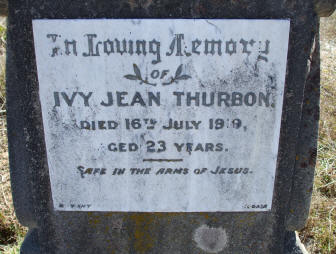 In Loving Memory
OF
IVY JEAN THURBON.
DIED 16TH JULY 1919,
GED 23 YEARS.
SAFE IN THE ARMS OF JESUS.